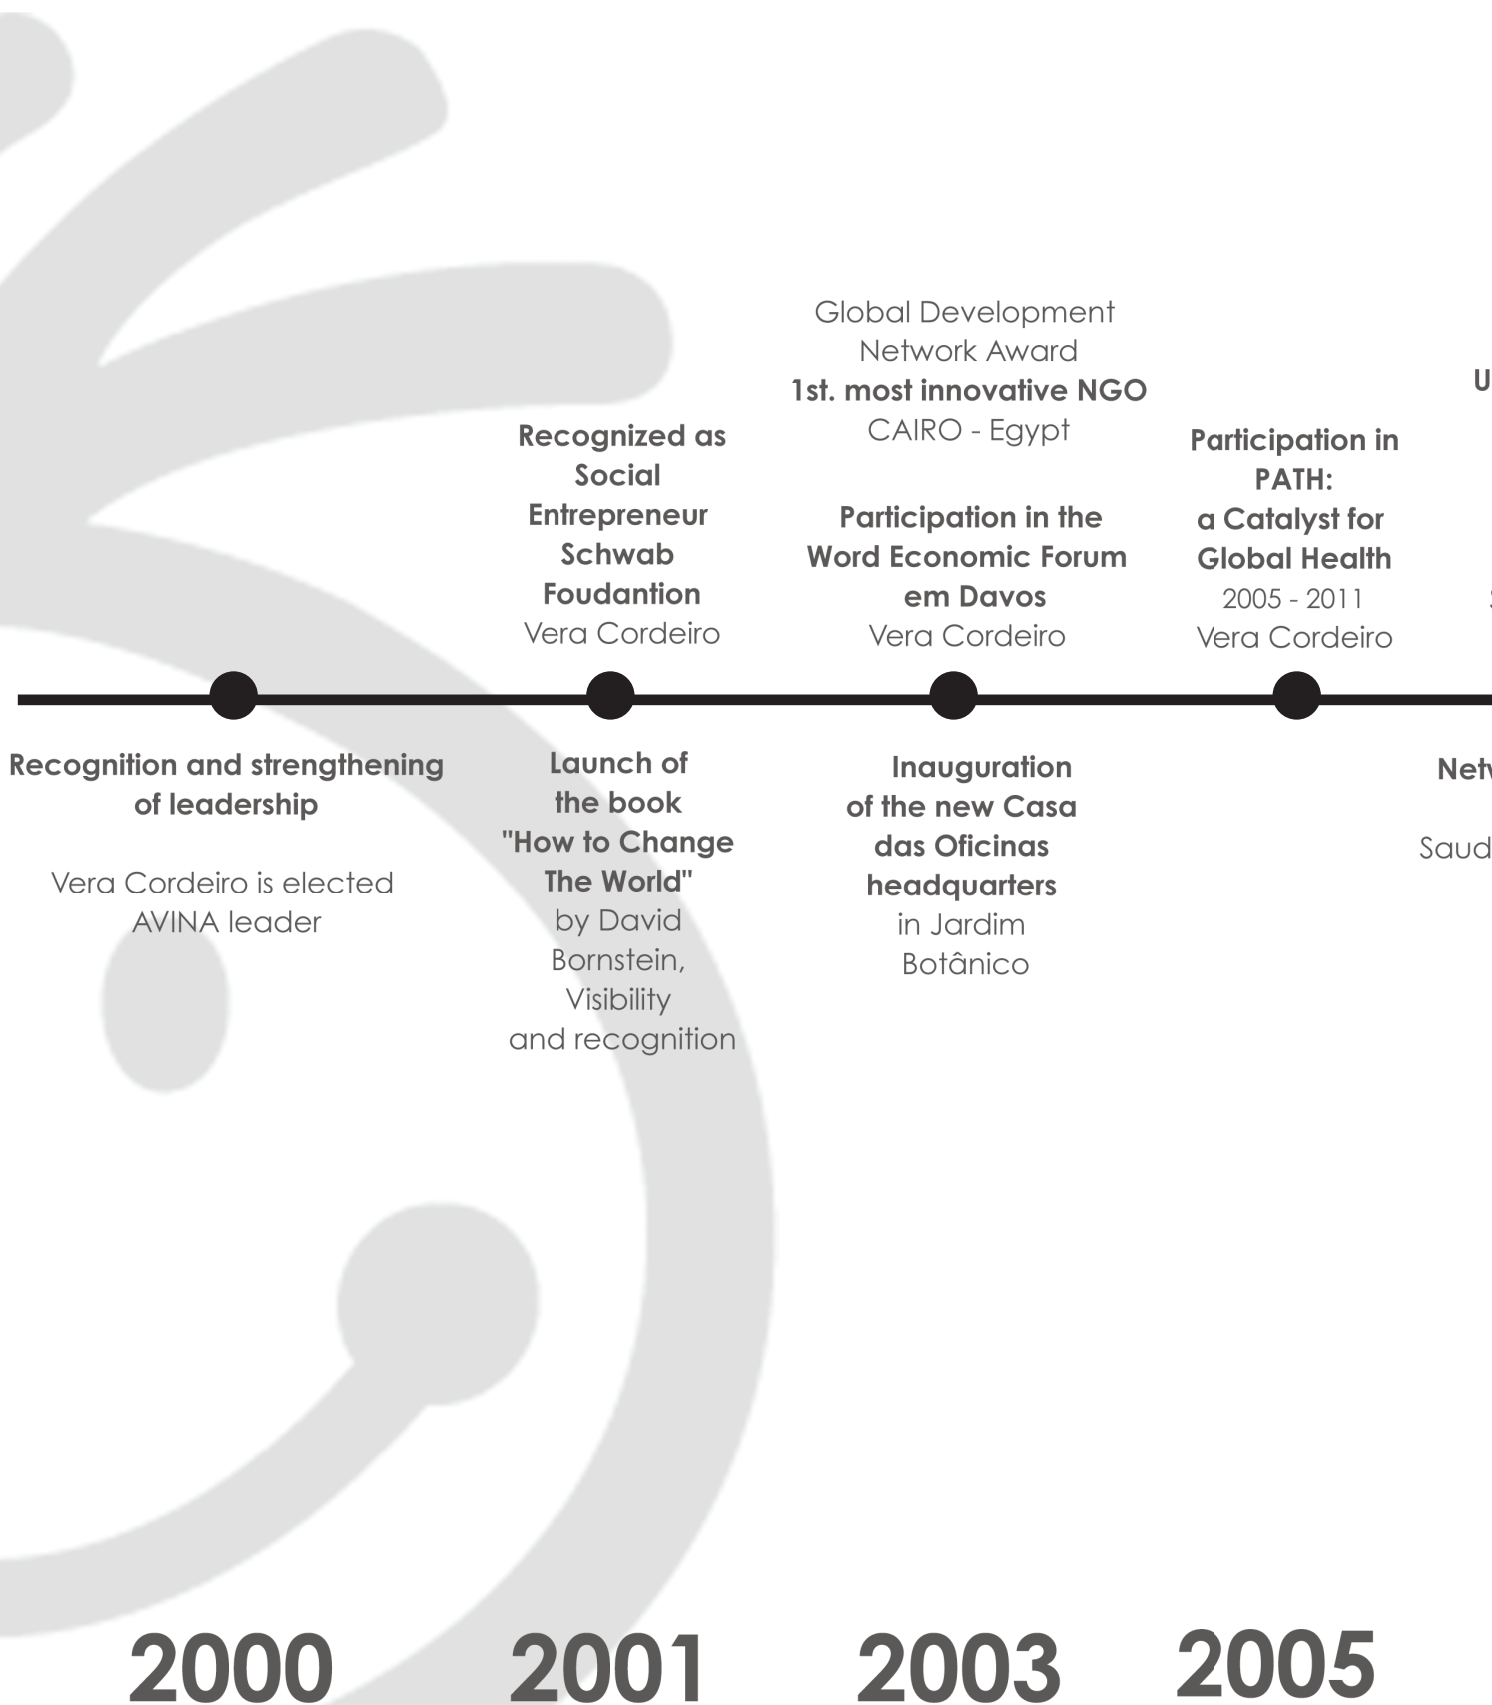 Recognition and strengthening
of leadership
Vera Cordeiro is elected
AVINA leader
2000
Recognized as
Social
Entrepreneur
Schwab
Foudantion
Vera Cordeiro
Launch of
the book
"How to Change
The World"
by David
Bornstein,
Visibility
and recognition
2001
Global Development
Network Award
1st. most innovative NGO
CAIRO - Egypt
Participation in the
Word Economic Forum
em Davos
Vera Cordeiro
Inauguration
of the new Casa
das Oficinas
headquarters
in Jardim
Botânico
2003
Participation in
PATH:
a Catalyst for
Global Health
2005 - 2011
Vera Cordeiro
2005